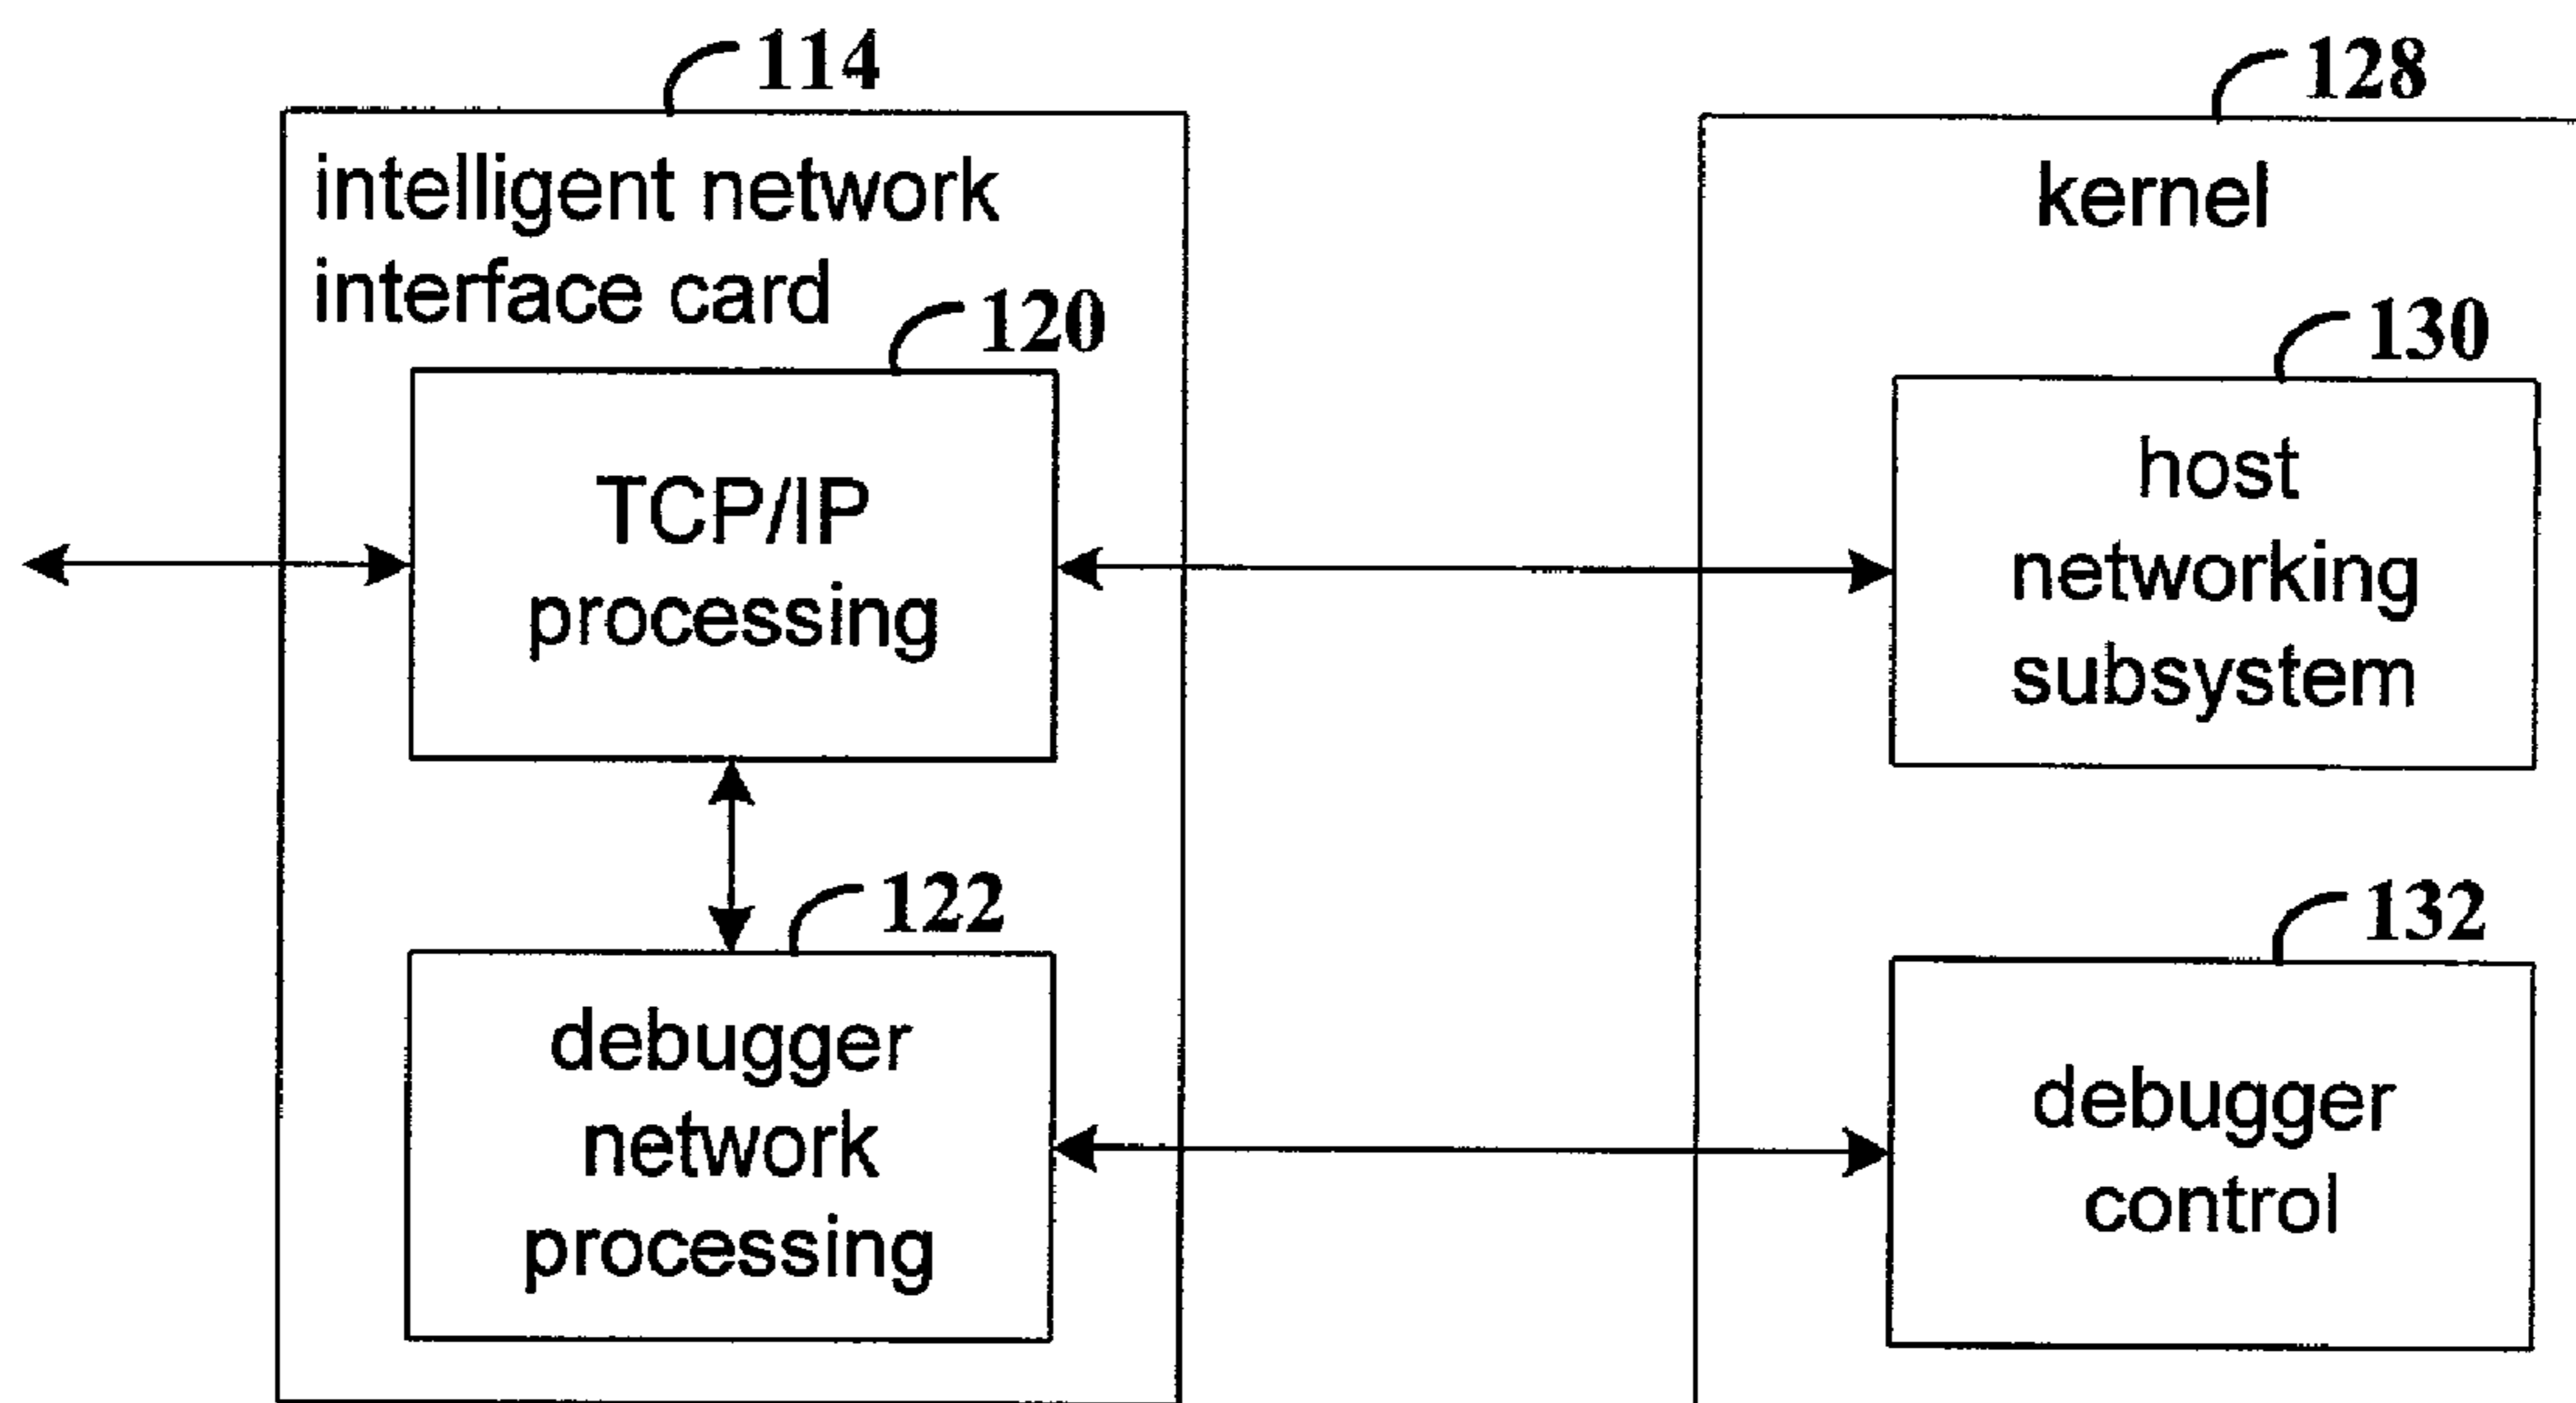 114
intelligent network
interface card
120
TCP/IP
processing
122
debugger
network
processing
128
kernel
130
host
networking
subsystem
132
debugger
control